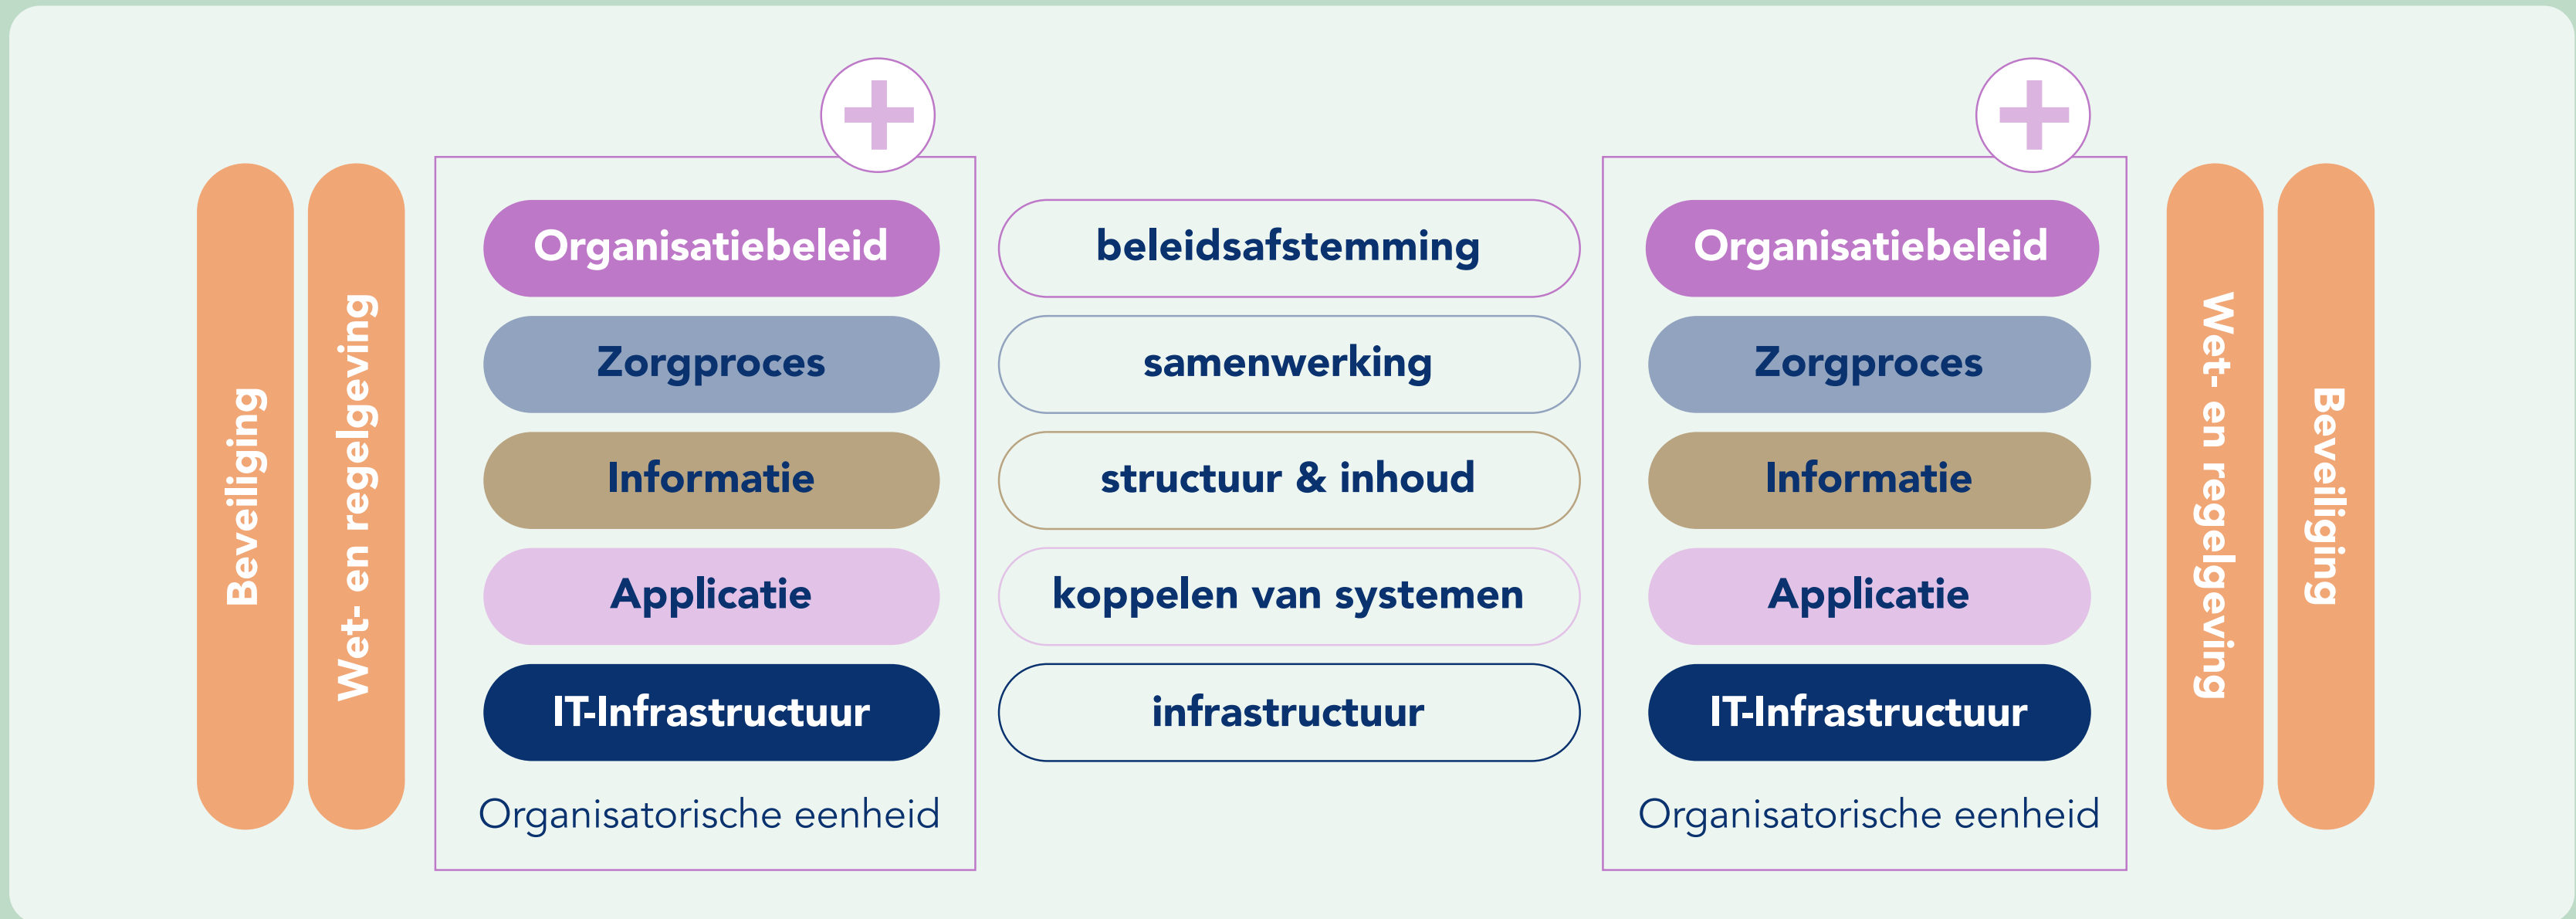 Beveiliging
Wet- en regelgeving
Organisatiebeleid
Zorgproces
Informatie
Applicatie
IT-Infrastructuur
Organisatorische eenheid
beleidsafstemming
samenwerking
structuur & inhoud
koppelen van systemen
infrastructuur
Organisatiebeleid
Zorgproces
Informatie
Applicatie
IT-Infrastructuur
Organisatorische eenheid
Wet- en regelgeving
Beveiliging